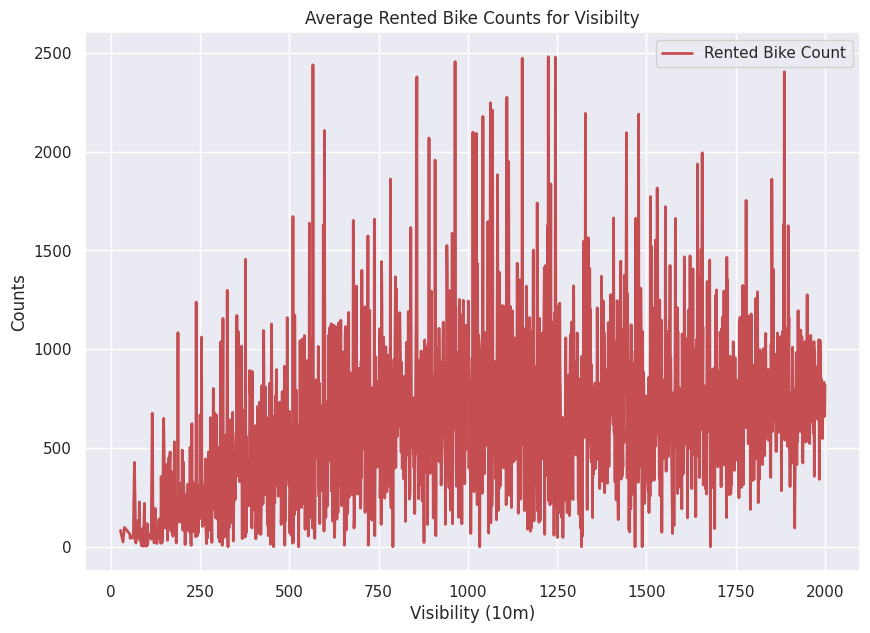 Average Rented Bike Counts for Visibilty
Rented Bike Count
2500
2000
1500
1000
500
0
Counts
0 250 500 750 1000 1250 1500 1750 2000
Visibility (10m)